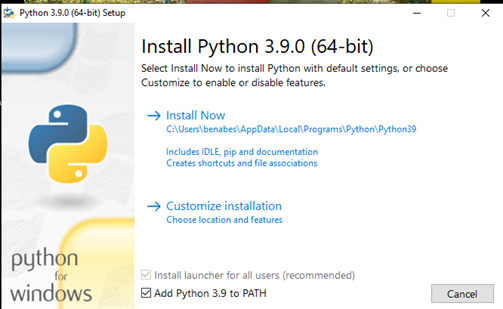 Python 3.9.0 (64-bit) Setup
Install Python 3.9.0 (64-bit)
Select Install Now to install Python with default settings, or choose
Customize to enable or disable features.
Install Now
C:\Users\benabes\AppData\Local\Programs\Python\Python39
Includes IDLE, pip and documentation
Creates shortcuts and file associations
Customize installation
Choose location and features
python
for
windows
Install launcher for all users (recommended)
Add Python 3.9 to PATH
Cancel